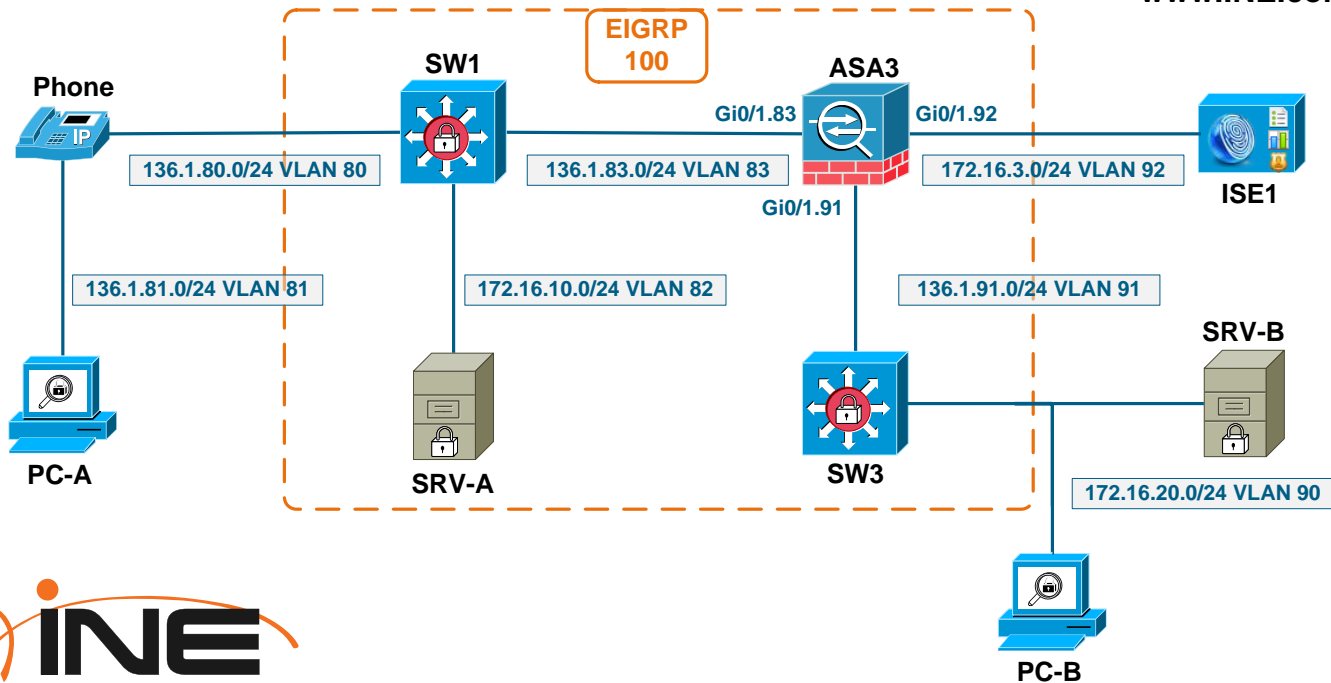 EIGRP
100
Phone
SW1
ASA3
IP
Gi0/1.83
Gi0/1.92
136.1.80.0/24 VLAN 80
136.1.83.0/24 VLAN 83
172.16.3.0/24 VLAN 92
ISE1
Gi0/1.91
136.1.81.0/24 VLAN 81
172.16.10.0/24 VLAN 82
136.1.91.0/24 VLAN 91
SRV-B
PC-A
SRV-A
SW3
172.16.20.0/24 VLAN 90
INE
PC-B